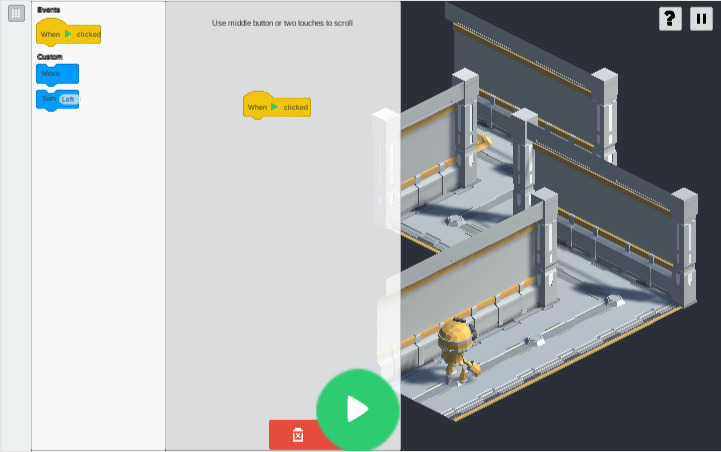 Events
When clicked
Custom
Move
Turn Left
Use middle button or two touches to scroll
When clicked
?